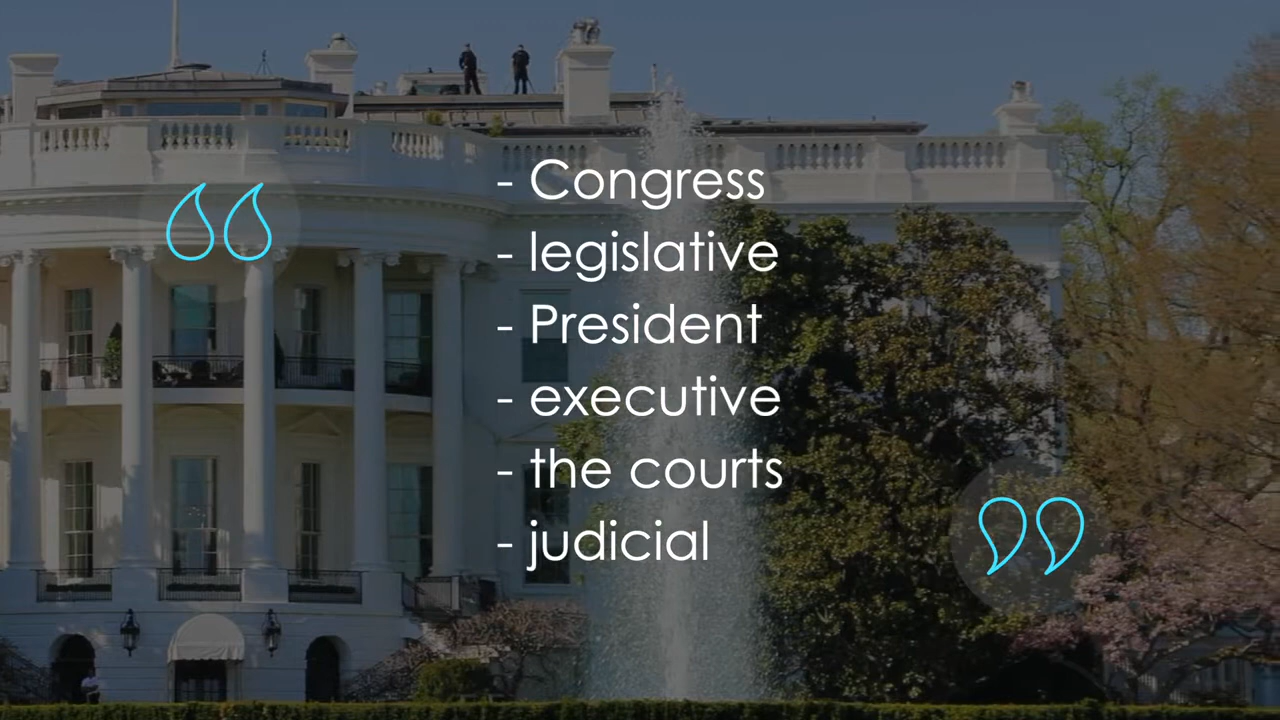 - Congress
- legislative
- President
- executive
- the courts
- judicial